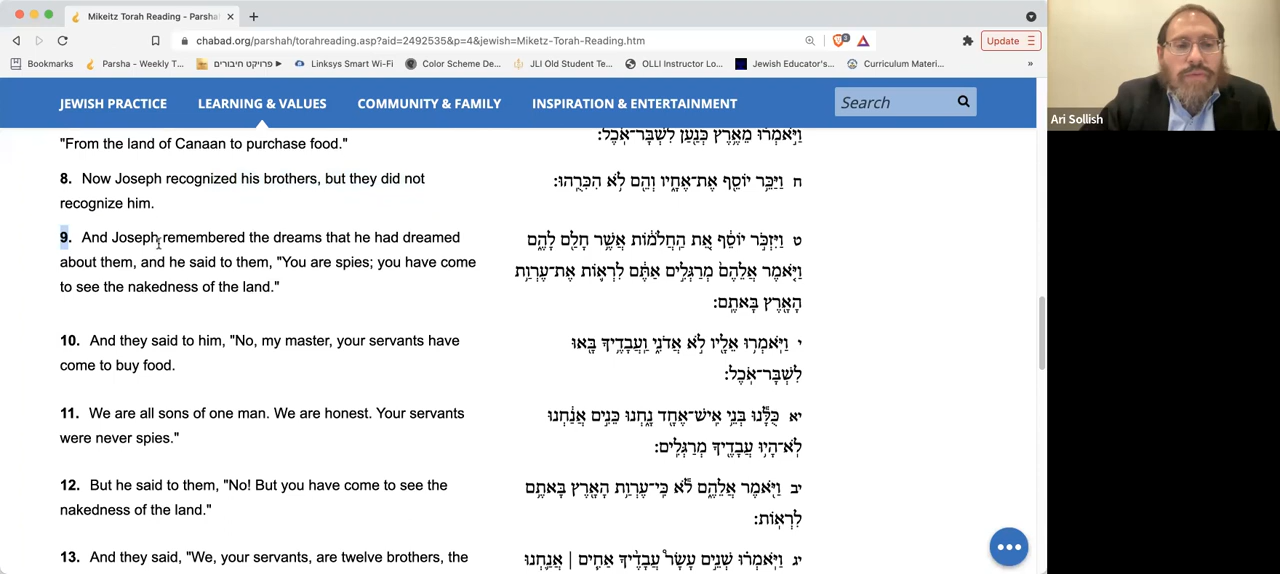 Mikeitz Torah Reading - Parsha
chabad.org/parshah/torahreading.asp?aid=2492535&p=4&jewish=Miketz-Torah-Reading.htm
3
Update
Bookmarks
Parsha - Weekly T...
פרויקט חיבורים
Linksys Smart Wi-Fi
Color Scheme De...
JLI Old Student Te...
OLLI Instructor Lo...
Jewish Educator's...
Curriculum Materi...
»
JEWISH PRACTICE
LEARNING & VALUES
COMMUNITY & FAMILY
INSPIRATION & ENTERTAINMENT
Search
Ari Sollish
"From the land of Canaan to purchase food."
וַיֹּ֣אמְר֔וּ מֵאֶ֥רֶץ כְּנַ֖עַן לִשְׁבָּר־אֹֽכֶל:
8. Now Joseph recognized his brothers, but they did not
recognize him.
ח וַיַּכֵּ֥ר יוֹסֵ֖ף אֶת־אֶחָ֑יו וְהֵ֖ם לֹ֥א הִכִּרֻֽהוּ:
9. And Joseph remembered the dreams that he had dreamed
about them, and he said to them, "You are spies; you have come
to see the nakedness of the land."
ט וַיִּזְכֹּ֣ר יוֹסֵ֔ף אֵ֚ת הַֽחֲלֹמ֔וֹת אֲשֶׁ֥ר חָלַ֖ם לָהֶ֑ם
וַיֹּ֤אמֶר אֲלֵהֶם֙ מְרַגְּלִ֣ים אַתֶּ֔ם לִרְא֛וֹת אֶת־עֶרְוַ֥ת
הָאָ֖רֶץ בָּאתֶֽם:
10. And they said to him, "No, my master, your servants have
come to buy food.
י וַיֹּֽאמְר֥וּ אֵלָ֖יו לֹ֣א אֲדֹנִ֑י וַֽעֲבָדֶ֥יךָ בָּ֖אוּ
לִשְׁבָּר־אֹֽכֶל:
11. We are all sons of one man. We are honest. Your servants
were never spies."
יא כֻּלָּ֕נוּ בְּנֵ֥י אִֽישׁ־אֶחָ֖ד נָ֑חְנוּ כֵּנִ֣ים אֲנַ֔חְנוּ
לֹֽא־הָי֥וּ עֲבָדֶ֖יךָ מְרַגְּלִֽים:
12. But he said to them, "No! But you have come to see the
nakedness of the land."
יב וַיֹּ֖אמֶר אֲלֵהֶ֑ם לֹ֕א כִּֽי־עֶרְוַ֥ת הָאָ֖רֶץ בָּאתֶ֥ם
לִרְאֽוֹת:
13. And they said, "We, your servants, are twelve brothers, the
יג וַיֹּֽאמְר֗וּ שְׁנֵ֣ים עָשָׂר֩ עֲבָדֶ֨יךָ אַחִ֧ים | אֲנַ֛חְנוּ